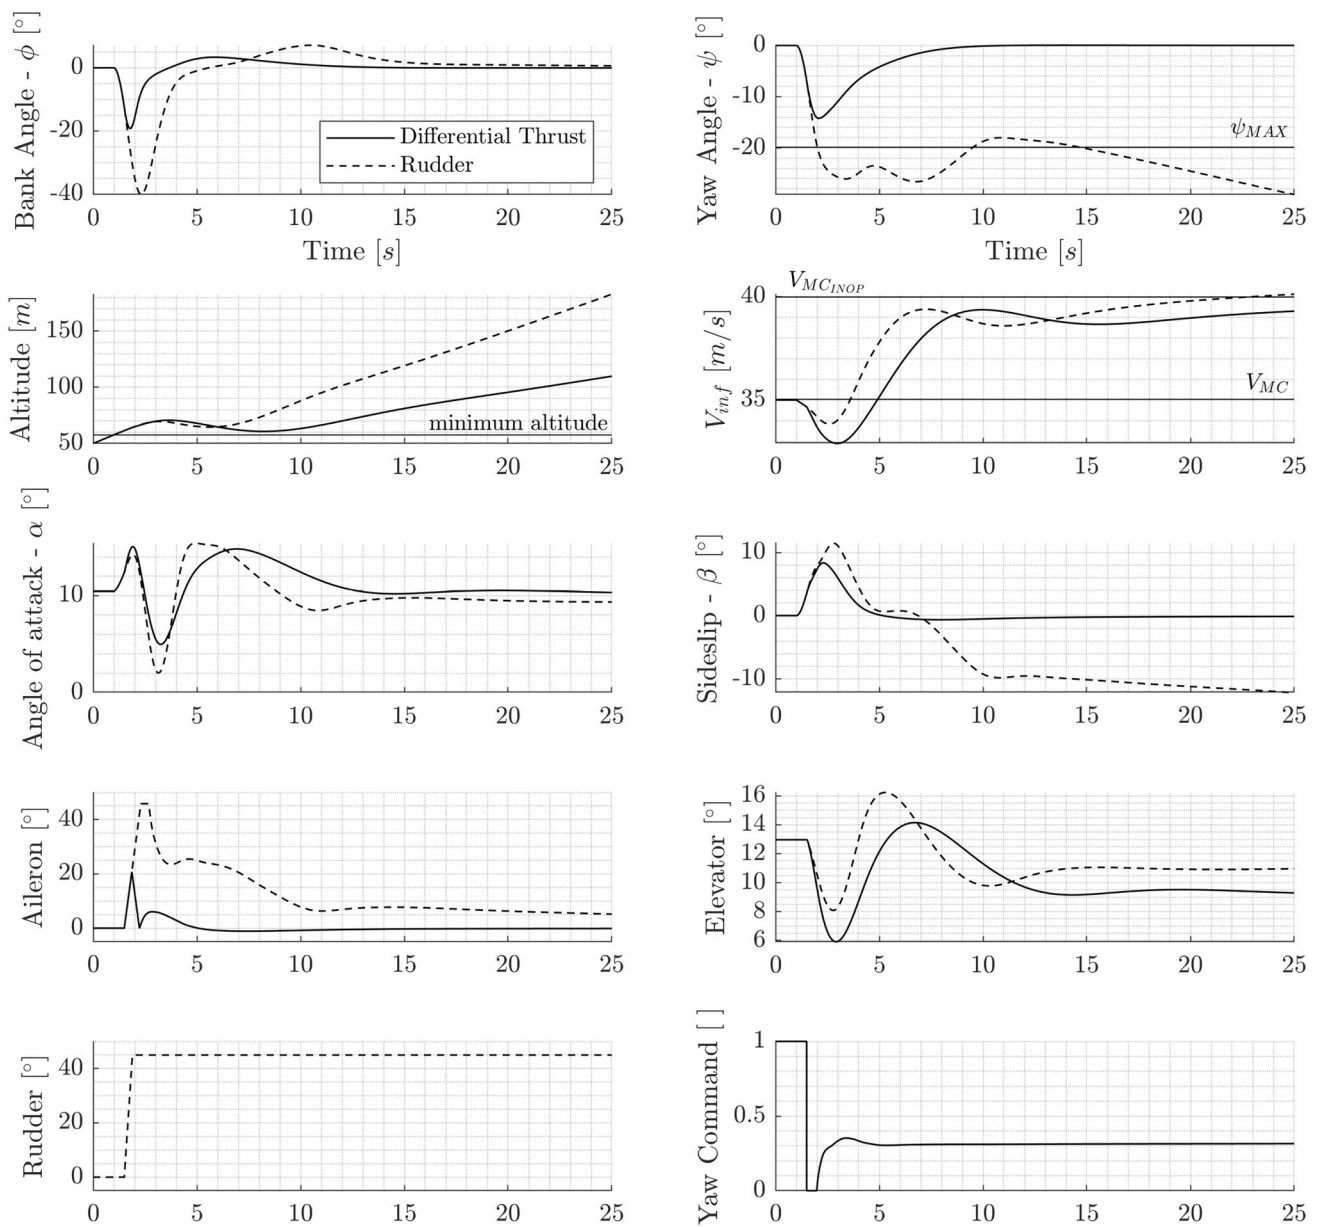 Bank Angle - ϕ [°]
0
-20
-40
Differential Thrust
Rudder
0 5 10 15 20 25
Time [s]
Yaw Angle - ψ [°]
0
-10
-20
ψMAX
0 5 10 15 20 25
Time [s]
Altitude [m]
150
100
50
minimum altitude
0 5 10 15 20 25
Vinf [m/s]
40
35
VMCINOP
VMC
0 5 10 15 20 25
Angle of attack - α [°]
10
0
0 5 10 15 20 25
Sideslip - β [°]
10
0
-10
0 5 10 15 20 25
Aileron [°]
40
20
0
0 5 10 15 20 25
Elevator [°]
16
14
12
10
8
6
0 5 10 15 20 25
Rudder [°]
40
20
0
0 5 10 15 20 25
Yaw Command [ ]
1
0.5
0
0 5 10 15 20 25